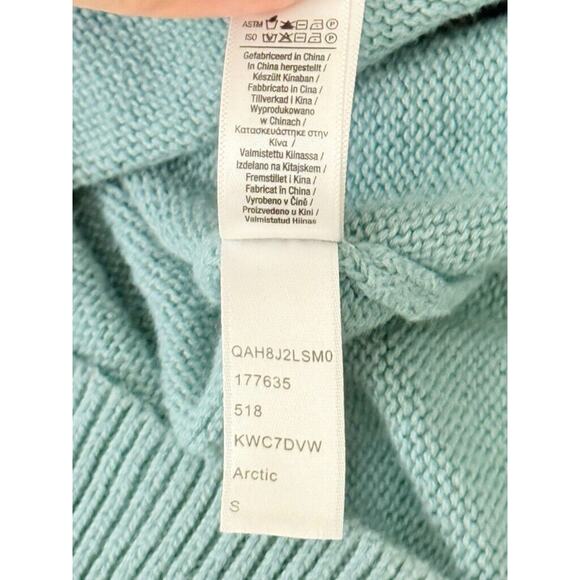 ASTM
ISO
Gefabriceerd in China /
In China hergestellt /
Készült Kínában /
Fabbricato in Cina /
Tillverkad i Kina /
Wyprodukowano
w Chinach /
Κατασκευάστηκε στην
Κίνα /
Valmistettu Kiinassa /
Izdelano na Kitajskem /
Fremstillet i Kina /
Fabricat în China /
Vyrobeno v Číně /
Proizvedeno u Kini /
Valmistatud Hiinas
QAH8J2LSM0
177635
518
KWC7DVW
Arctic
S